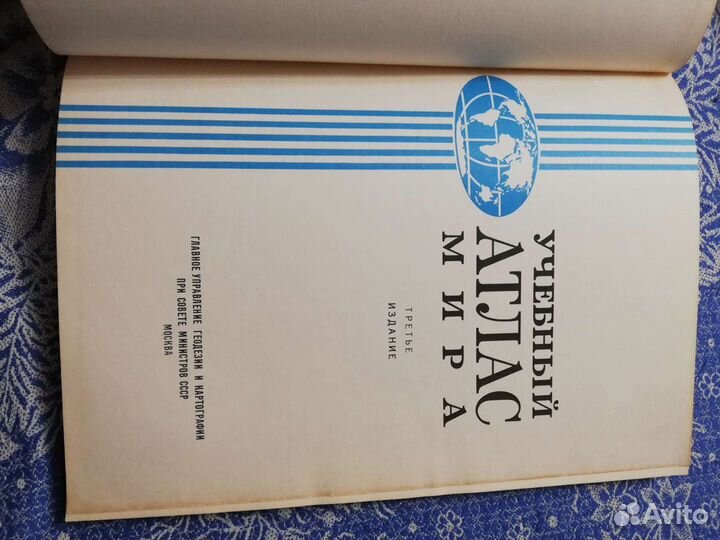 УЧЕБНЫЙ
АТЛАС
МИРА
ТРЕТЬЕ
ИЗДАНИЕ
ГЛАВНОЕ УПРАВЛЕНИЕ ГЕОДЕЗИИ И КАРТОГРАФИИ
ПРИ СОВЕТЕ МИНИСТРОВ СССР
МОСКВА
Avito